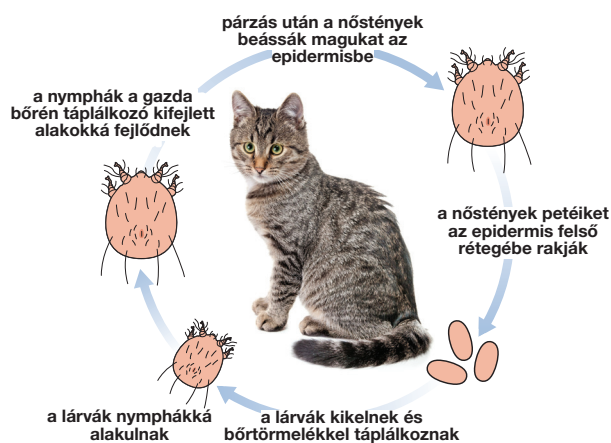 párzás után a nőstények
beássák magukat az
epidermisbe
a nymphák a gazda
bőrén táplálkozó kifejlett
alakokká fejlődnek
a nőstények petéiket
az epidermis felső
rétegébe rakják
a lárvák nymphákká
alakulnak
a lárvák kikelnek és
bőrtörmelékkel táplálkoznak